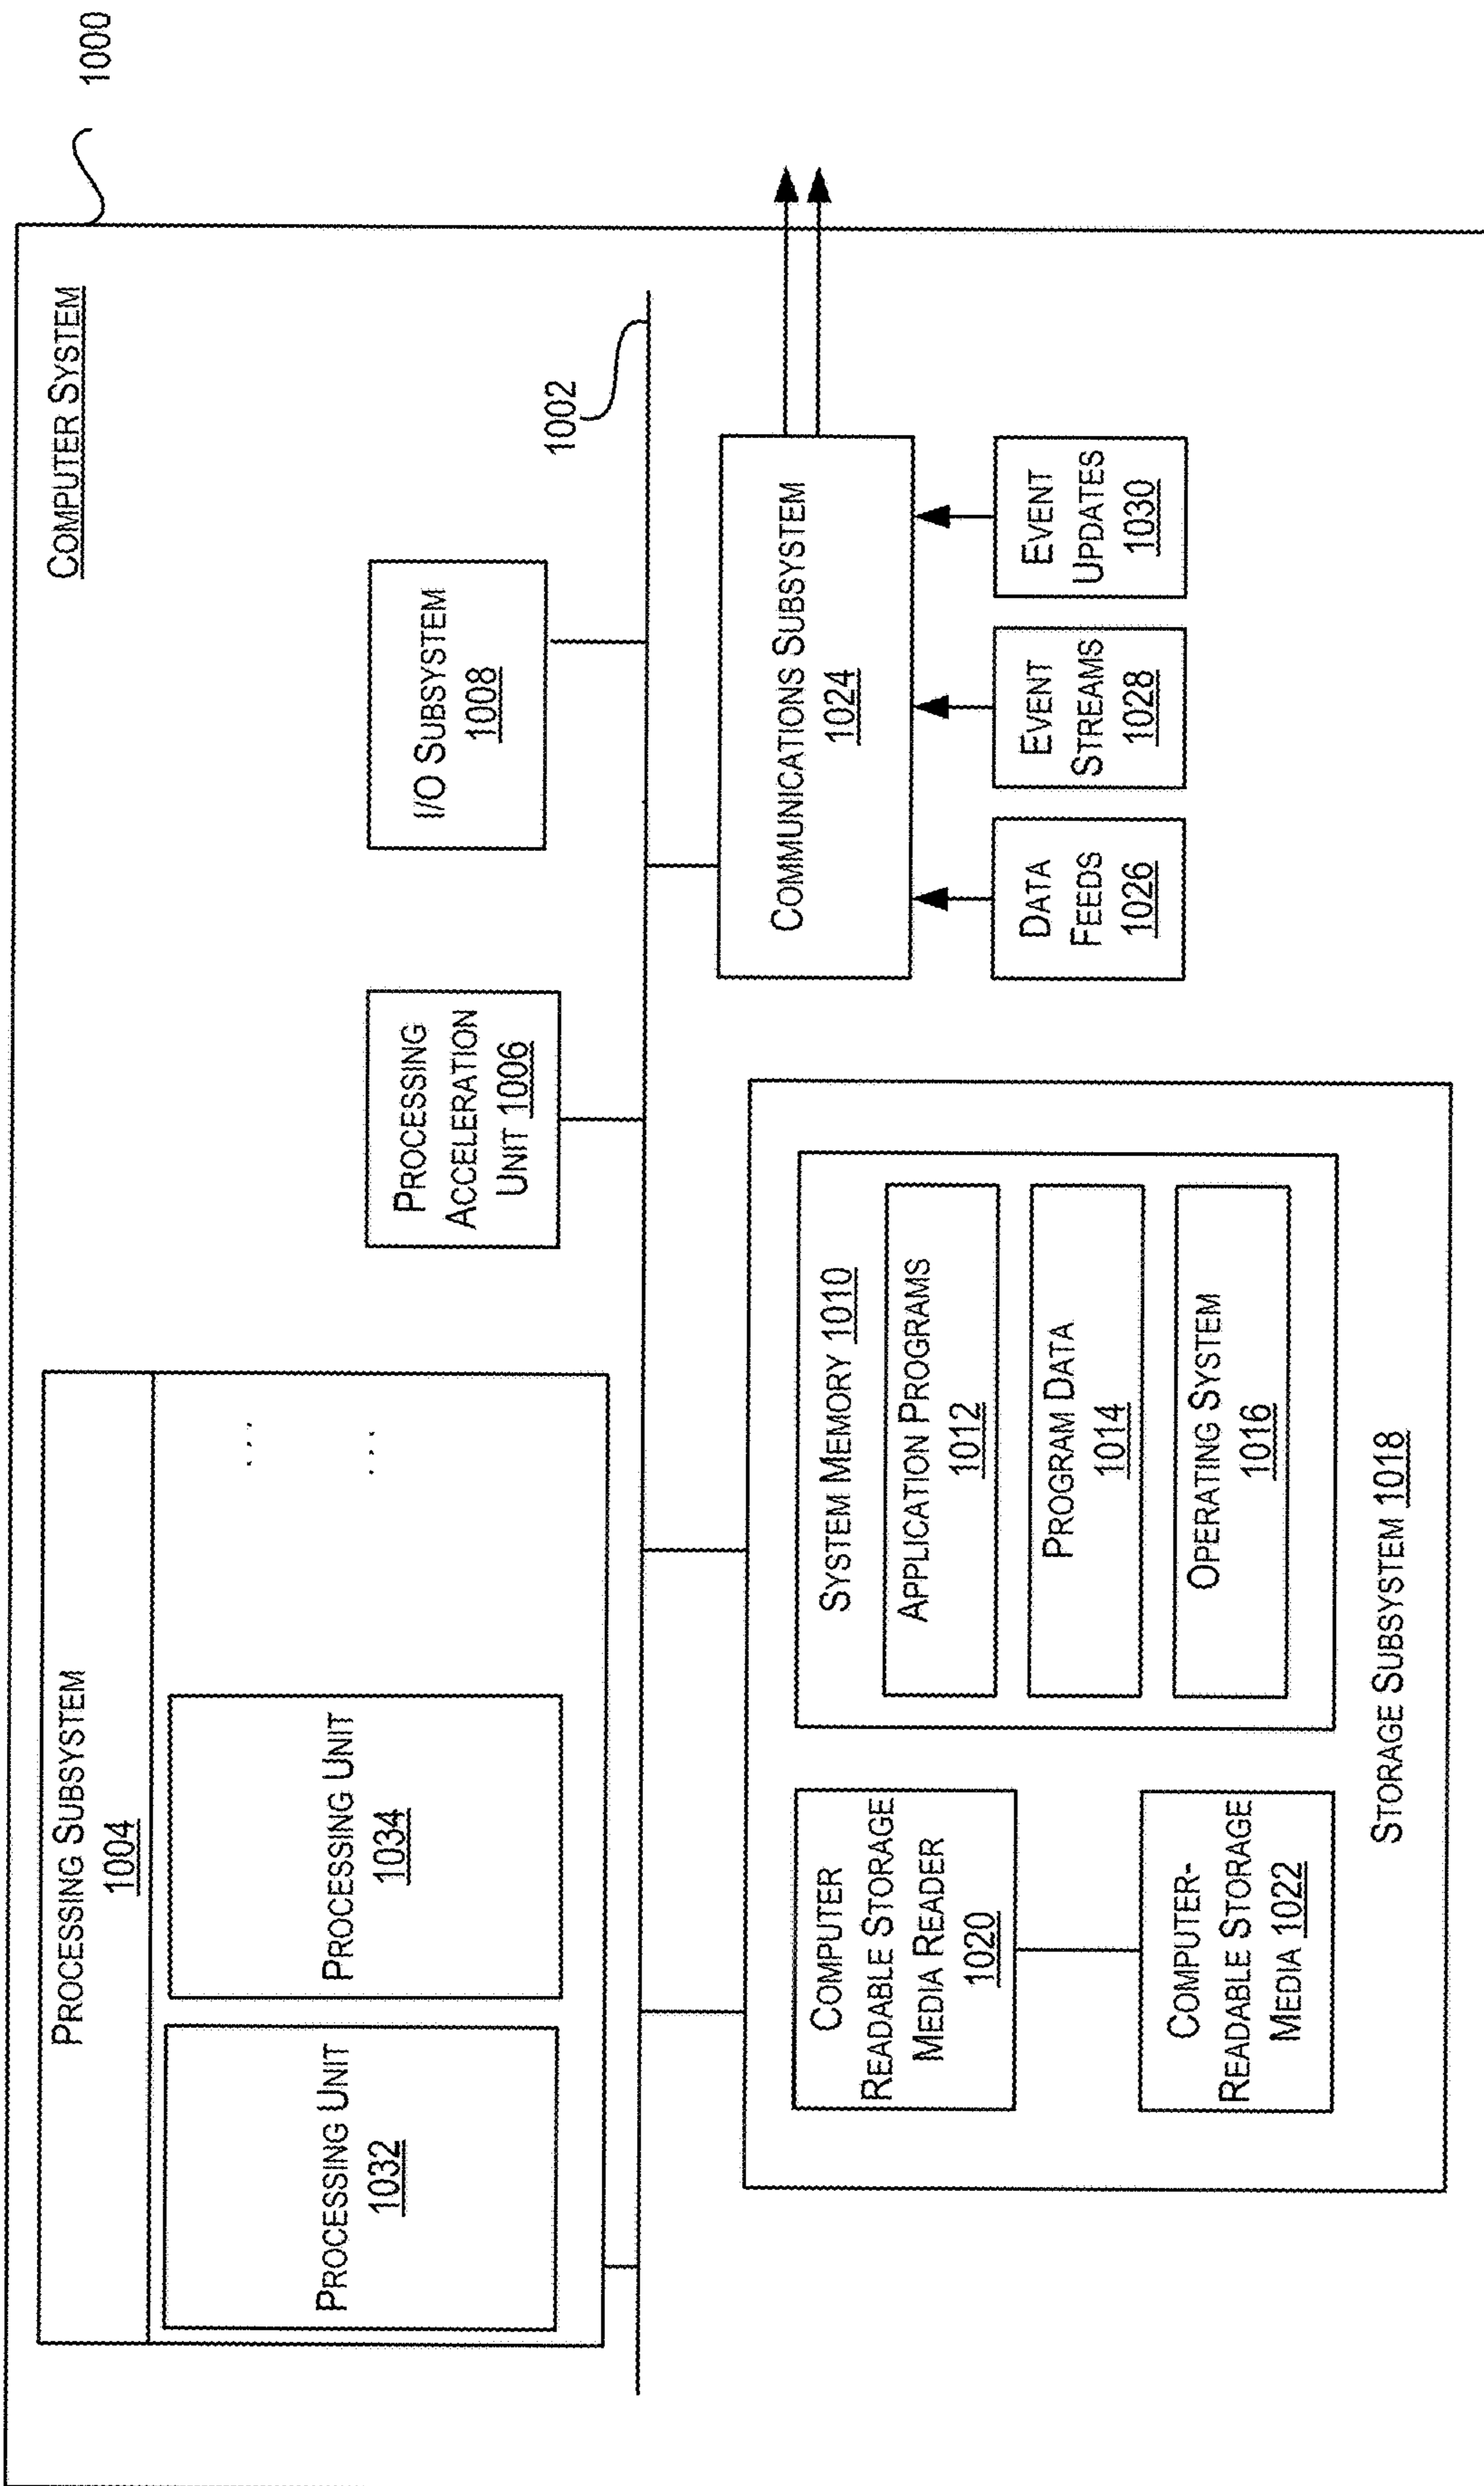 1000
COMPUTER SYSTEM
PROCESSING SUBSYSTEM
1004
PROCESSING UNIT
1032
PROCESSING UNIT
1034
...
...
PROCESSING
ACCELERATION
UNIT 1006
I/O SUBSYSTEM
1008
1002
SYSTEM MEMORY 1010
APPLICATION PROGRAMS
1012
PROGRAM DATA
1014
OPERATING SYSTEM
1016
COMPUTER
READABLE STORAGE
MEDIA READER
1020
COMPUTER-
READABLE STORAGE
MEDIA 1022
STORAGE SUBSYSTEM 1018
COMMUNICATIONS SUBSYSTEM
1024
DATA
FEEDS
1026
EVENT
STREAMS
1028
EVENT
UPDATES
1030